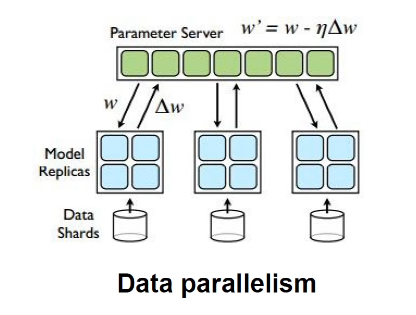 Parameter Server
w' = w - ηΔw
w
Δw
Model
Replicas
Data
Shards
Data parallelism